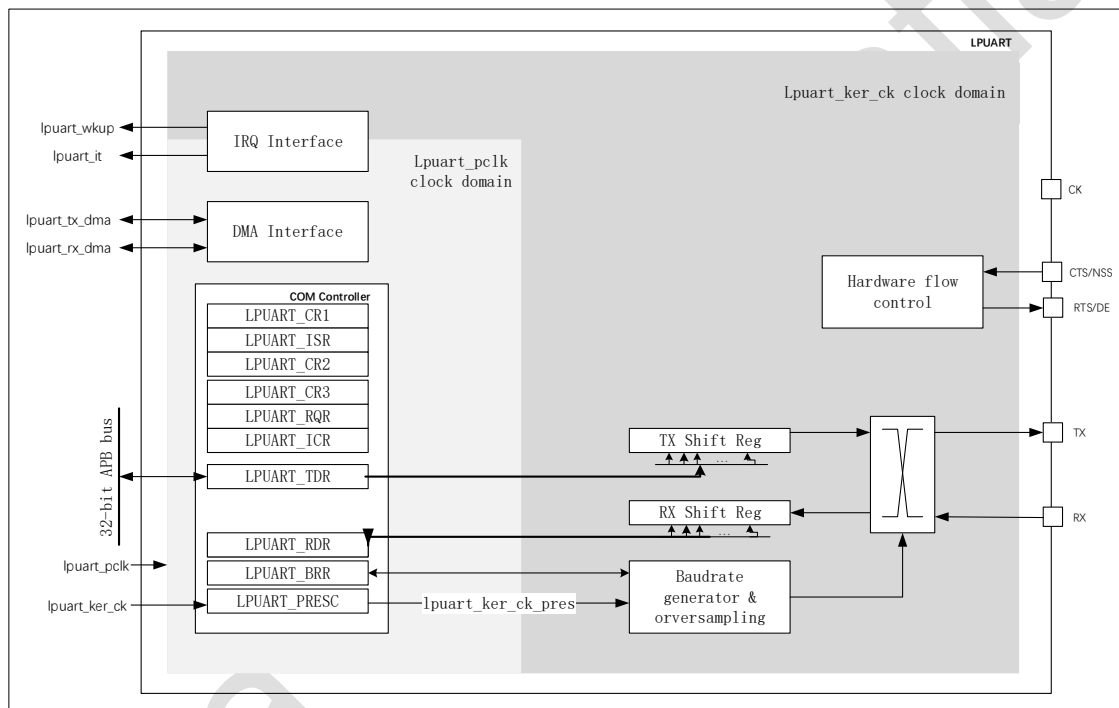 LPUART
Lpuart_ker_ck clock domain
lpuart_wkup
lpuart_it
IRQ Interface
Lpuart_pclk
clock domain
CK
lpuart_tx_dma
lpuart_rx_dma
DMA Interface
CTS/NSS
RTS/DE
Hardware flow
control
COM Controller
LPUART_CR1
LPUART_ISR
LPUART_CR2
LPUART_CR3
LPUART_RQR
LPUART_ICR
32-bit APB bus
LPUART_TDR
TX Shift Reg
...
TX
RX Shift Reg
...
RX
LPUART_RDR
lpuart_pclk
LPUART_BRR
lpuart_ker_ck
LPUART_PRESC
lpuart_ker_ck_pres
Baudrate
generator &
orversampling